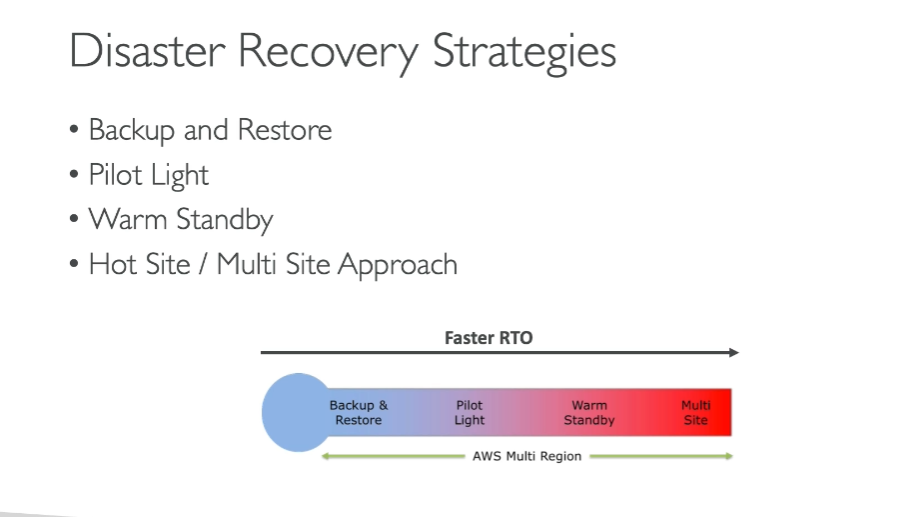 Disaster Recovery Strategies
• Backup and Restore
• Pilot Light
• Warm Standby
• Hot Site / Multi Site Approach
Faster RTO
Backup &
Restore
Pilot
Light
Warm
Standby
Multi
Site
AWS Multi Region